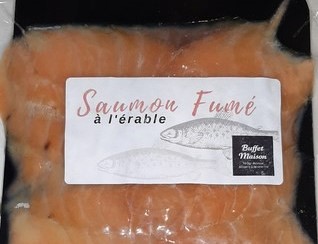 Saumon Fumé
à l'érable
Buffet
Maison